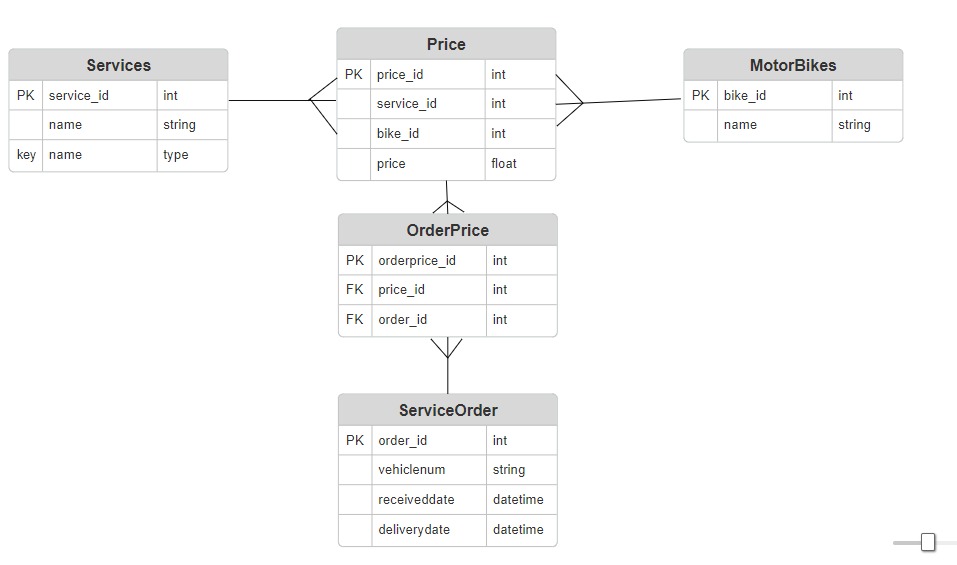 Services
PK service_id int
name string
key name type
Price
PK price_id int
service_id int
bike_id int
price float
MotorBikes
PK bike_id int
name string
OrderPrice
PK orderprice_id int
FK price_id int
FK order_id int
ServiceOrder
PK order_id int
vehiclenum string
receiveddate datetime
deliverydate datetime